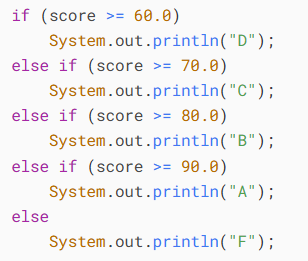 if (score >= 60.0)
    System.out.println("D");
else if (score >= 70.0)
    System.out.println("C");
else if (score >= 80.0)
    System.out.println("B");
else if (score >= 90.0)
    System.out.println("A");
else
    System.out.println("F");